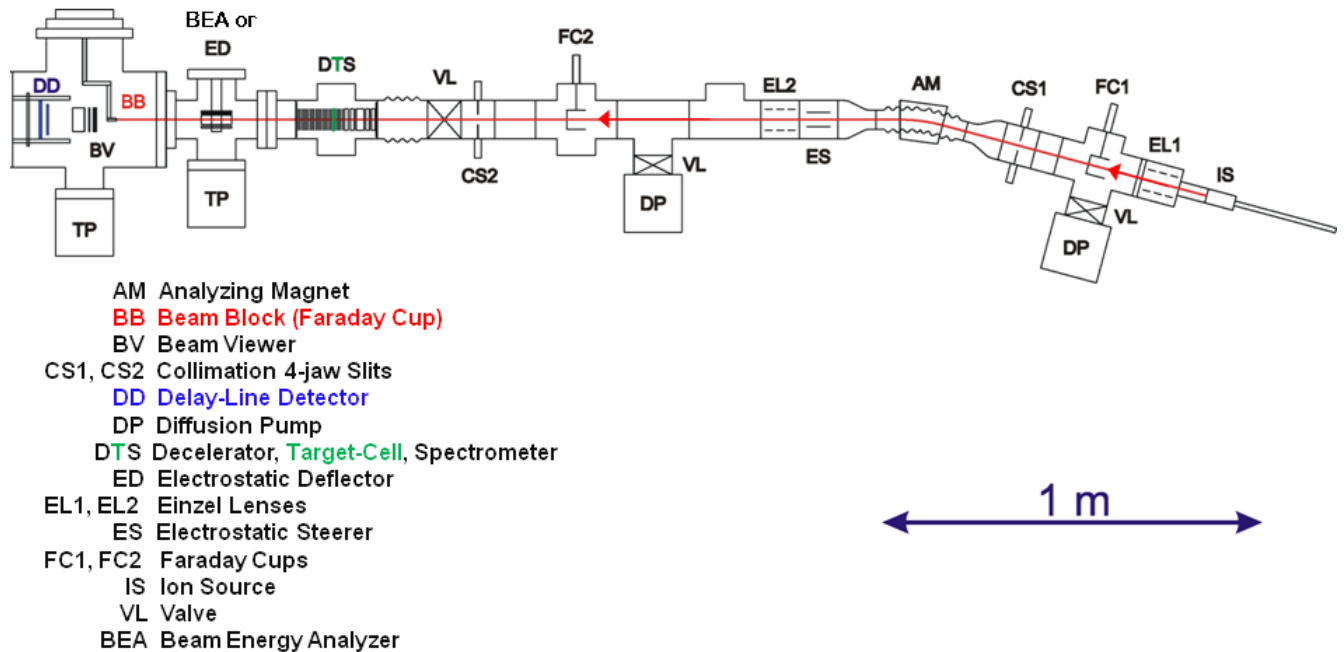 BEA or
ED
DD
BB
BV
TP
TP
DTS
VL
CS2
FC2
VL
DP
EL2
ES
AM
CS1
FC1
EL1
IS
VL
DP
AM Analyzing Magnet
BB Beam Block (Faraday Cup)
BV Beam Viewer
CS1, CS2 Collimation 4-jaw Slits
DD Delay-Line Detector
DP Diffusion Pump
DTS Decelerator, Target-Cell, Spectrometer
ED Electrostatic Deflector
EL1, EL2 Einzel Lenses
ES Electrostatic Steerer
FC1, FC2 Faraday Cups
IS Ion Source
VL Valve
BEA Beam Energy Analyzer
1 m